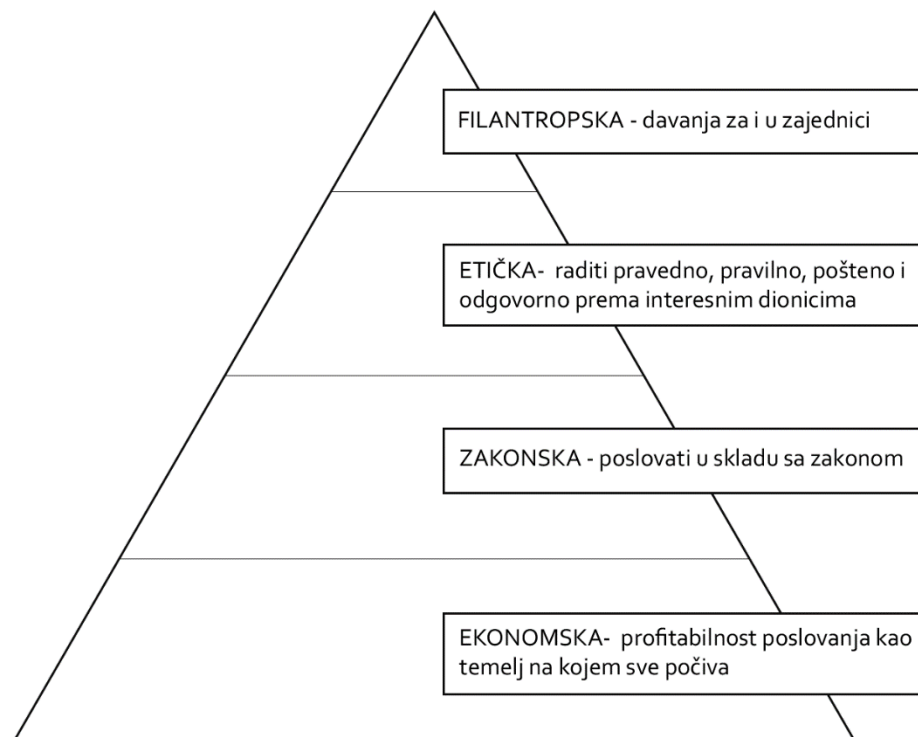 FILANTROPSKA - davanja za i u zajednici
ETIČKA- raditi pravedno, pravilno, pošteno i
odgovorno prema interesnim dionicima
ZAKONSKA - poslovati u skladu sa zakonom
EKONOMSKA- profitabilnost poslovanja kao
temelj na kojem sve počiva